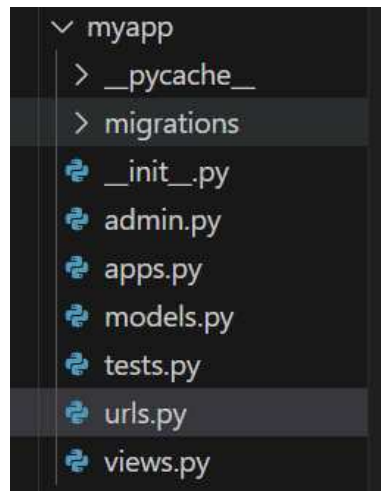 myapp
__pycache__
migrations
__init__.py
admin.py
apps.py
models.py
tests.py
urls.py
views.py